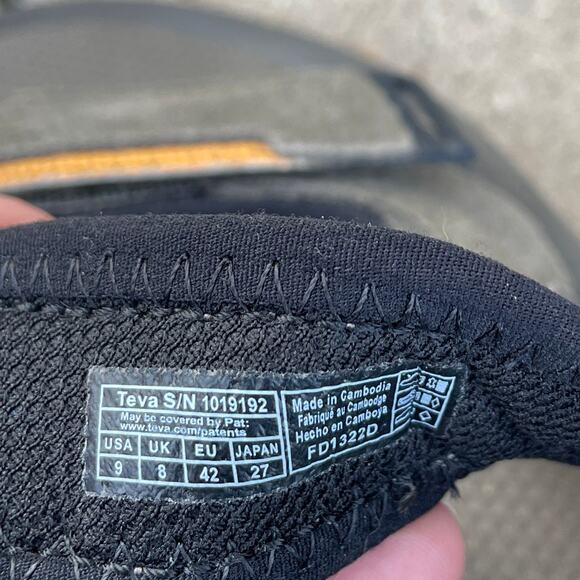 Teva S/N 1019192
May be covered by Pat:
www.teva.com/patents
USA UK EU JAPAN
9 8 42 27
Made in Cambodia
Fabriqué au Cambodge
Hecho en Camboya
FD1322D